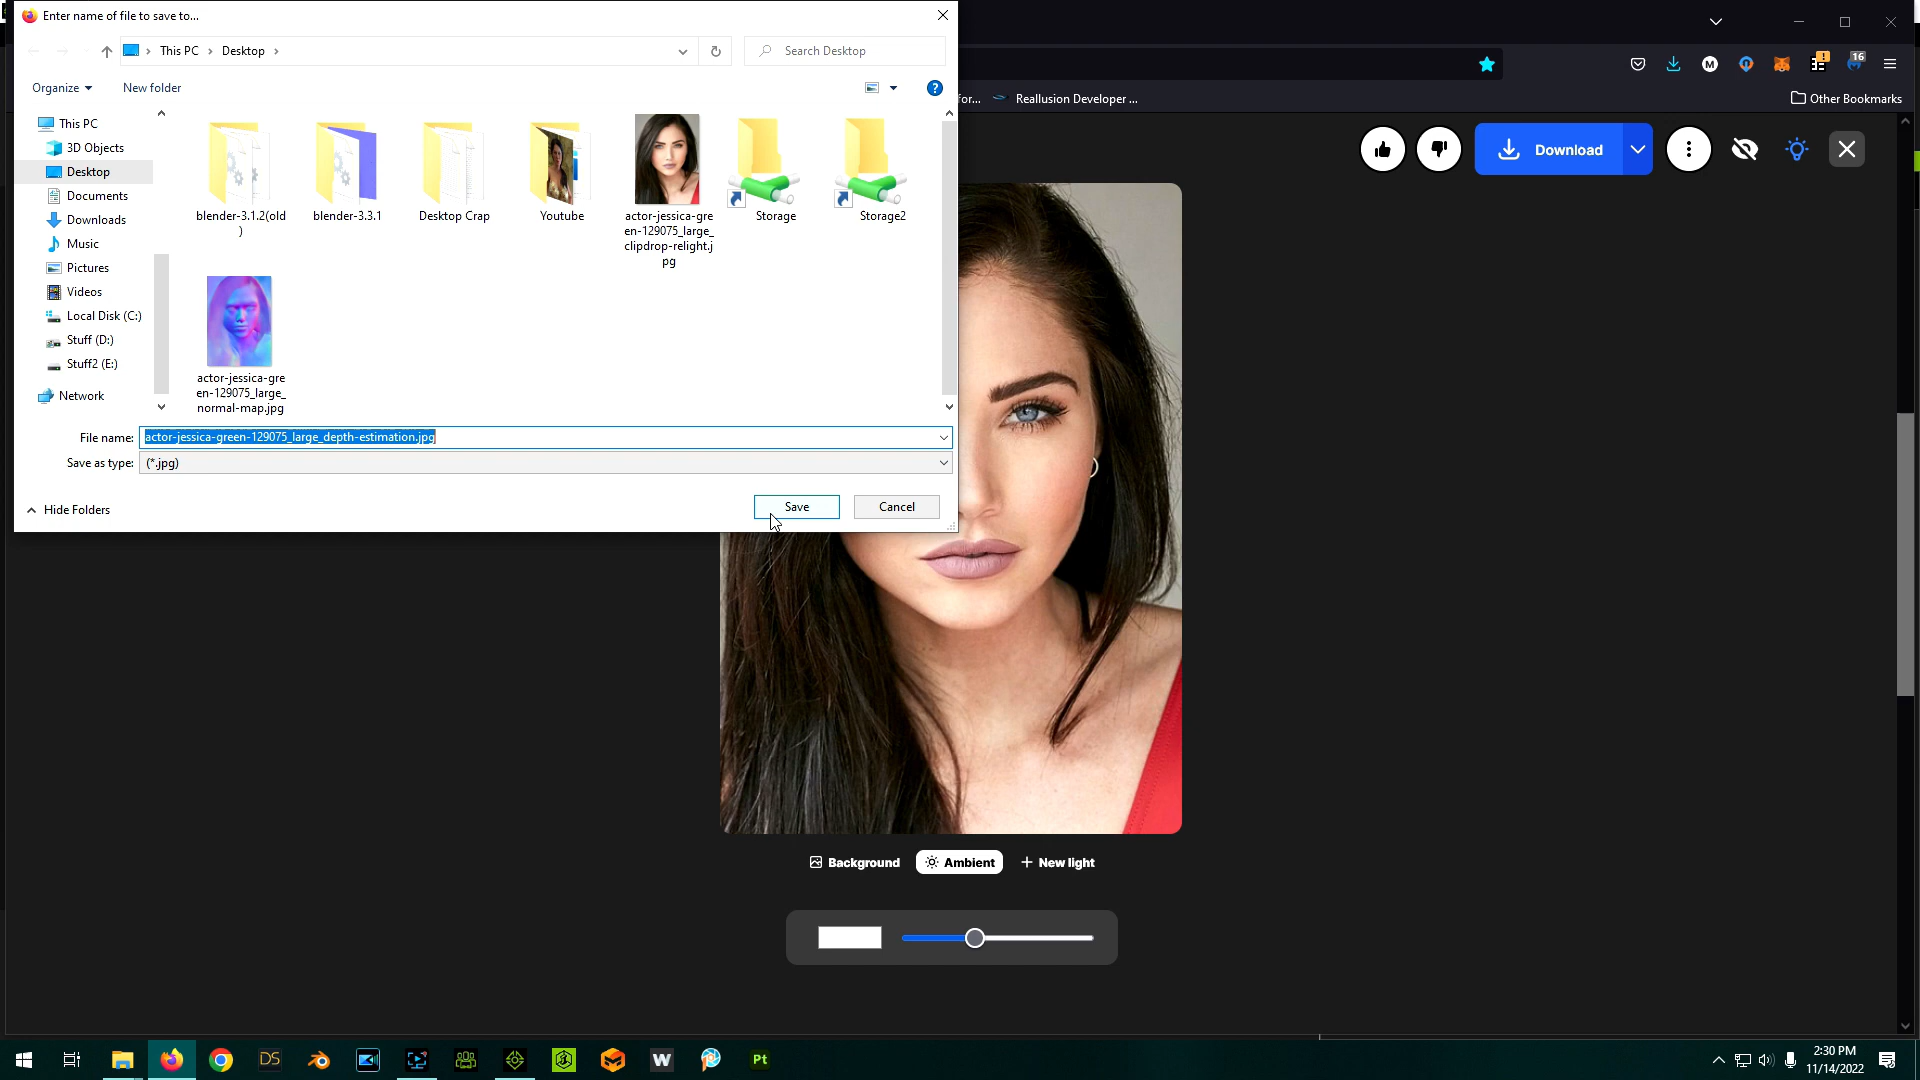 Enter name of file to save to...
This PC
Desktop
Search Desktop
Organize
New folder
for...
Reallusion Developer ...
Other Bookmarks
16
This PC
3D Objects
Desktop
Documents
Downloads
Music
Pictures
Videos
Local Disk (C:)
Stuff (D:)
Stuff2 (E:)
Network
blender-3.1.2(old
)
blender-3.3.1
Desktop Crap
Youtube
actor-jessica-gre
en-129075_large_
clipdrop-relight.j
pg
Storage
Storage2
actor-jessica-gre
en-129075_large_
normal-map.jpg
Download
File name:
actor-jessica-green-129075_large_depth-estimation.jpg
Save as type:
(*.jpg)
Hide Folders
Save
Cancel
Background
Ambient
New light
DS
W
Pt
2:30 PM
11/14/2022